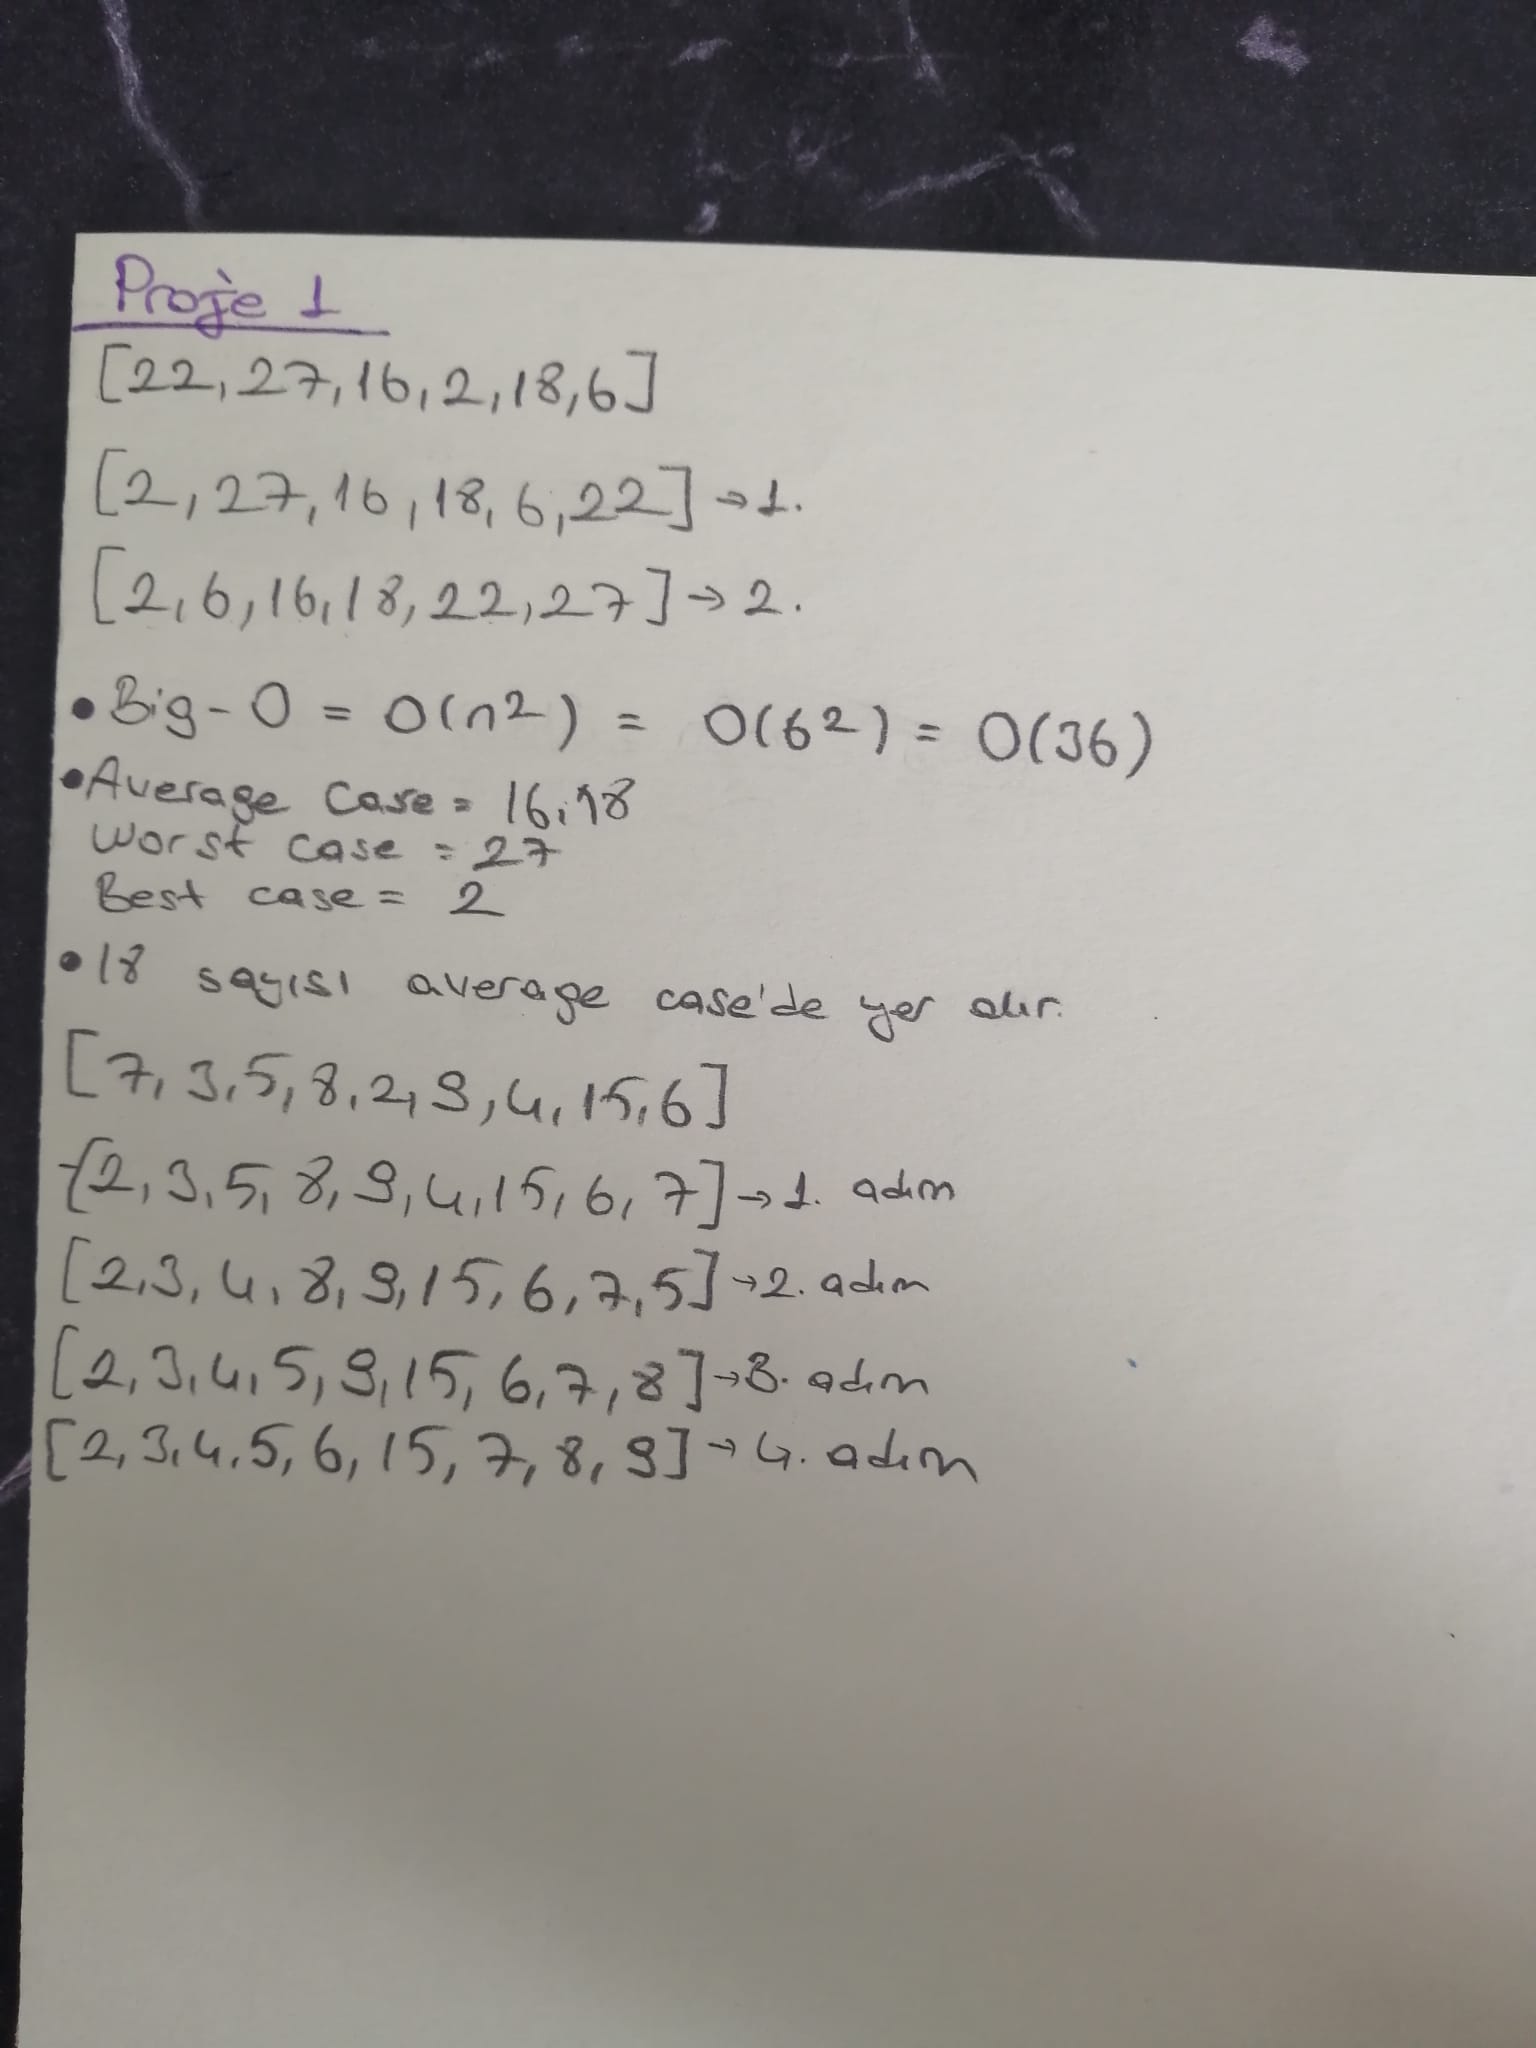 Proje 1
[22, 27, 16, 2, 18, 6]
[2, 27, 16, 18, 6, 22] → 1.
[2, 6, 16, 18, 22, 27] → 2.
• Big-O = O(n2) = O(62) = O(36)
• Average Case = 16, 18
Worst case = 27
Best case = 2
• 18 sayısı average case'de yer alır.
[7, 3, 5, 8, 2, 9, 4, 15, 6]
[2, 3, 5, 8, 9, 4, 15, 6, 7] → 1. adım
[2, 3, 4, 8, 9, 15, 6, 7, 5] → 2. adım
[2, 3, 4, 5, 9, 15, 6, 7, 8] → 3. adım
[2, 3, 4, 5, 6, 15, 7, 8, 9] → 4. adım